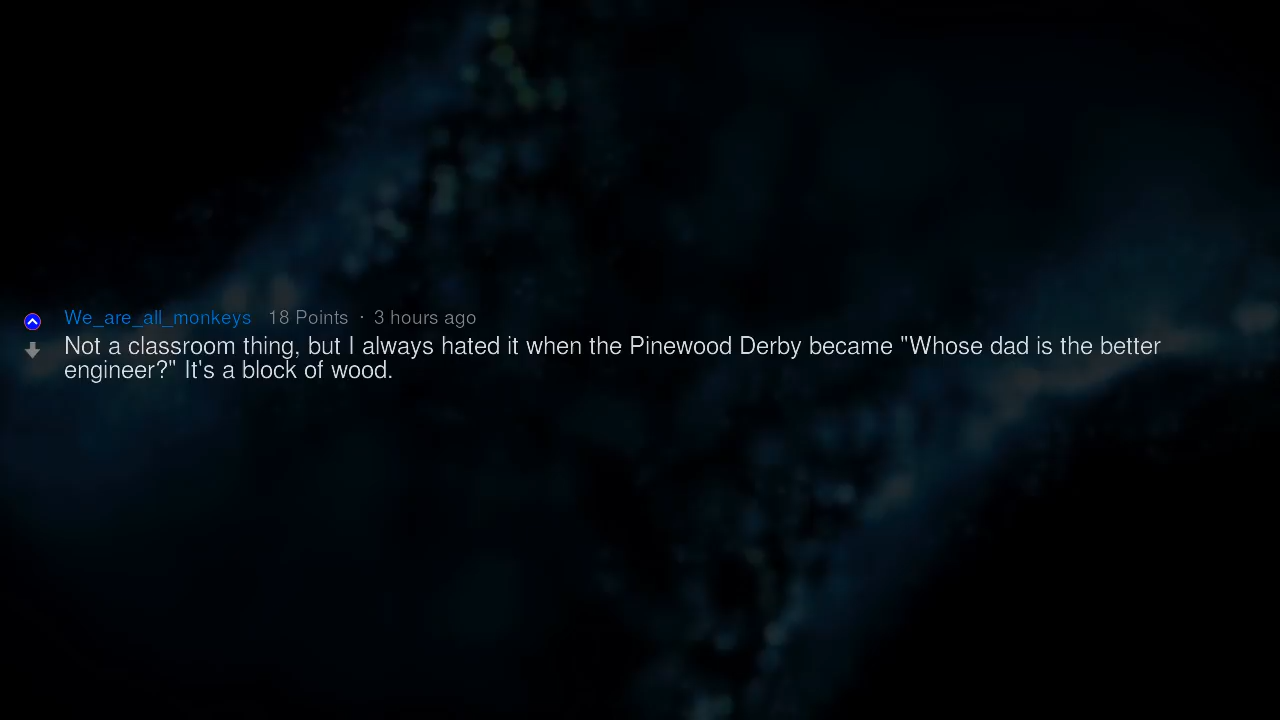 We_are_all_monkeys 18 Points · 3 hours ago
Not a classroom thing, but I always hated it when the Pinewood Derby became "Whose dad is the better
engineer?" It's a block of wood.